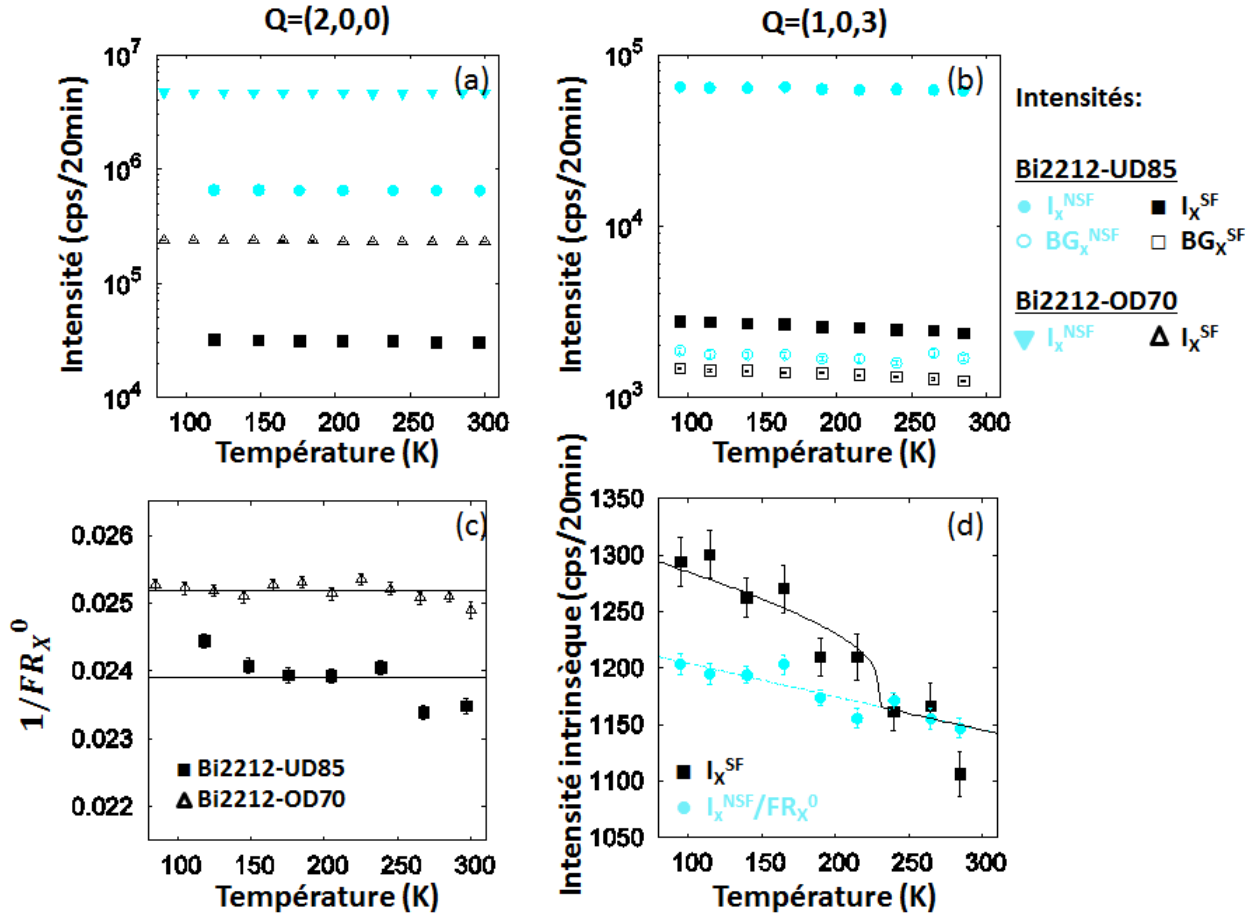 Q=(2,0,0)
Q=(1,0,3)
(a)
Intensité (cps/20min)
10^7
10^6
10^5
10^4
100 150 200 250 300
Température (K)
(b)
Intensité (cps/20min)
10^5
10^4
10^3
100 150 200 250 300
Température (K)
Intensités:
Bi2212-UD85
I_x^NSF I_X^SF
BG_x^NSF BG_X^SF
Bi2212-OD70
I_x^NSF I_X^SF
(c)
1/FR_X^0
0.026
0.025
0.024
0.023
0.022
Bi2212-UD85
Bi2212-OD70
100 150 200 250 300
Température (K)
(d)
Intensité intrinsèque (cps/20min)
1350
1300
1250
1200
1150
1100
1050
I_X^SF
I_x^NSF/FR_X^0
100 150 200 250 300
Température (K)